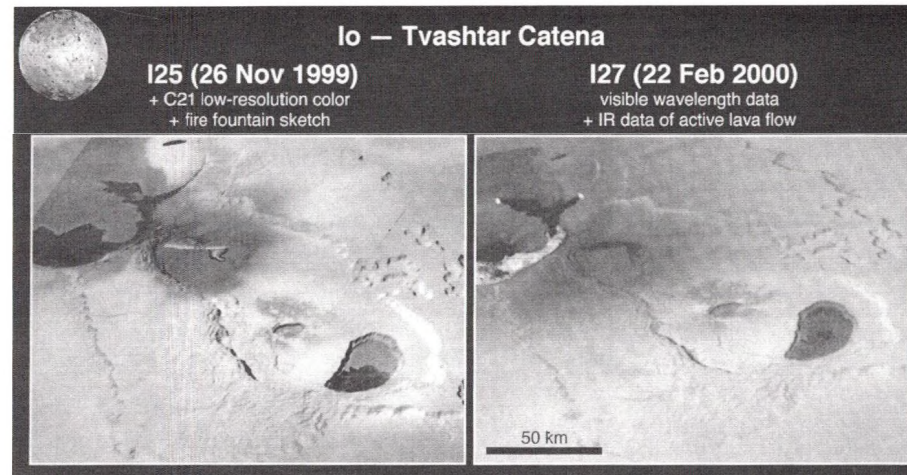 Io — Tvashtar Catena
I25 (26 Nov 1999)
+ C21 low-resolution color
+ fire fountain sketch
I27 (22 Feb 2000)
visible wavelength data
+ IR data of active lava flow
50 km